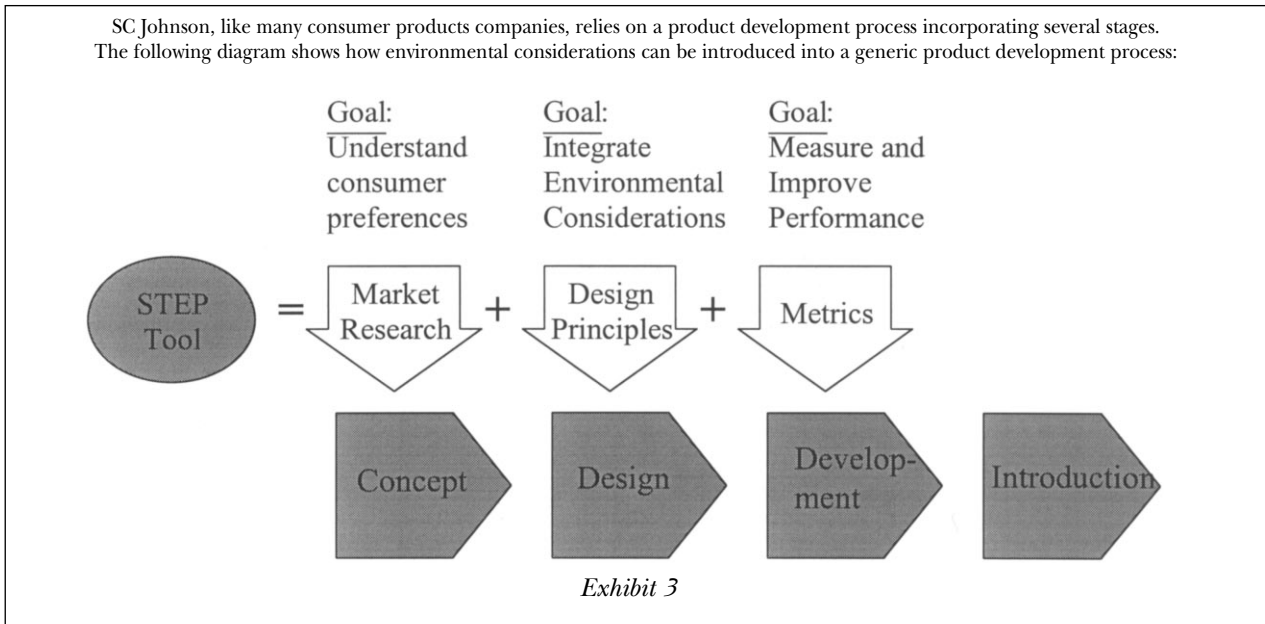 SC Johnson, like many consumer products companies, relies on a product development process incorporating several stages.
The following diagram shows how environmental considerations can be introduced into a generic product development process:
Goal:
Understand
consumer
preferences
Goal:
Integrate
Environmental
Considerations
Goal:
Measure and
Improve
Performance
STEP
Tool
=
Market
Research
+
Design
Principles
+
Metrics
Concept
Design
Develop-
ment
Introduction
Exhibit 3